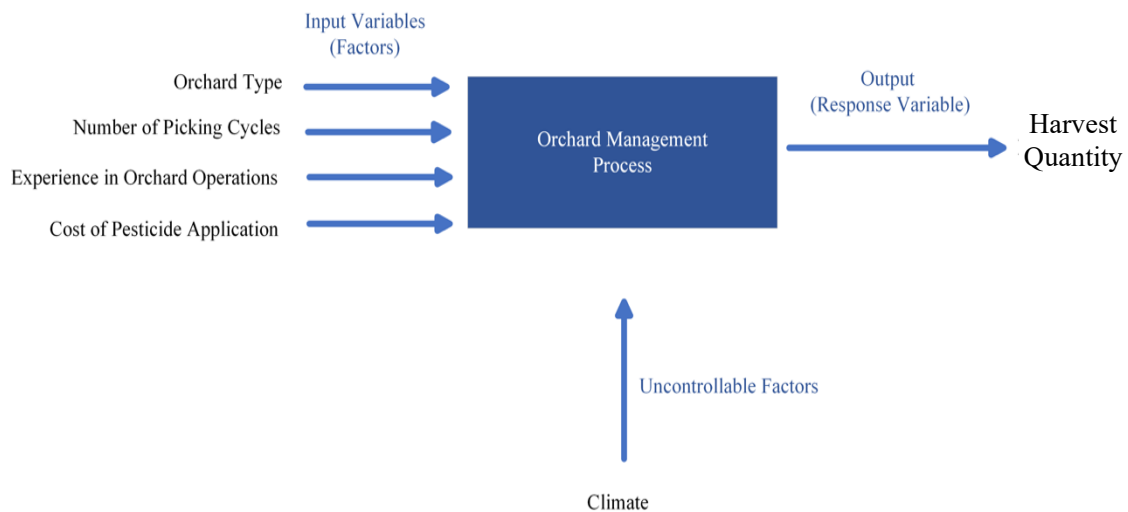 Input Variables
(Factors)
Orchard Type
Number of Picking Cycles
Experience in Orchard Operations
Cost of Pesticide Application
Orchard Management
Process
Output
(Response Variable)
Harvest
Quantity
Uncontrollable Factors
Climate